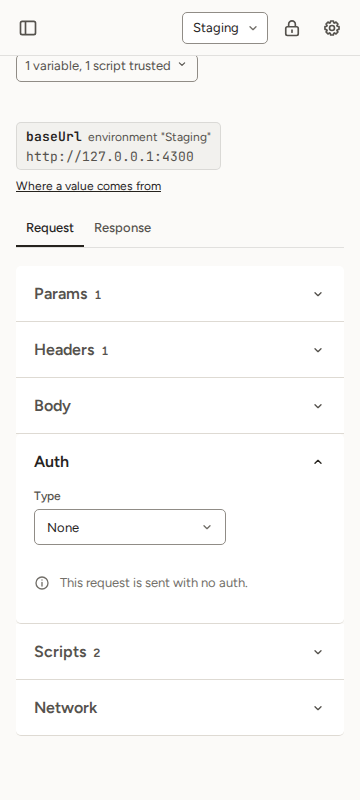 Staging
1 variable, 1 script trusted
baseUrl environment "Staging"
http://127.0.0.1:4300
Where a value comes from
Request Response
Params 1
Headers 1
Body
Auth
Type
None
This request is sent with no auth.
Scripts 2
Network